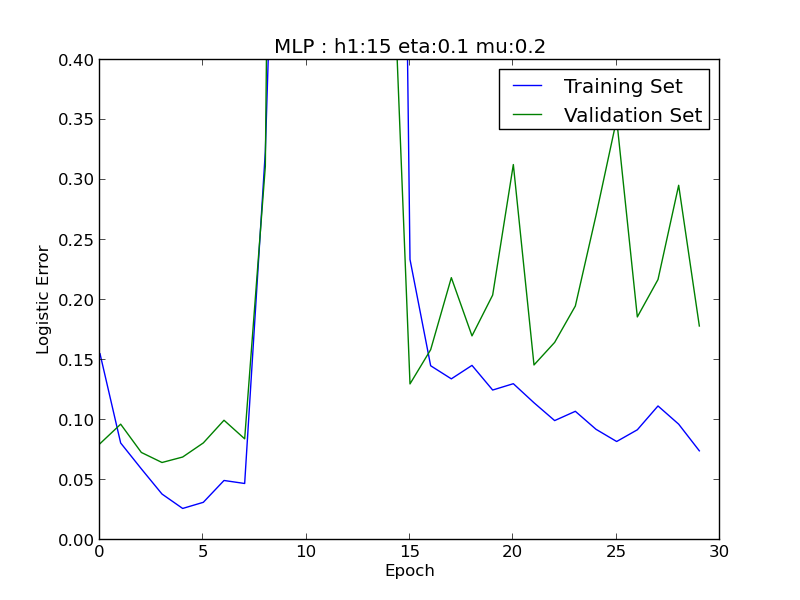 MLP : h1:15 eta:0.1 mu:0.2
Training Set
Validation Set
Logistic Error
0.40
0.35
0.30
0.25
0.20
0.15
0.10
0.05
0.00
0 5 10 15 20 25 30
Epoch